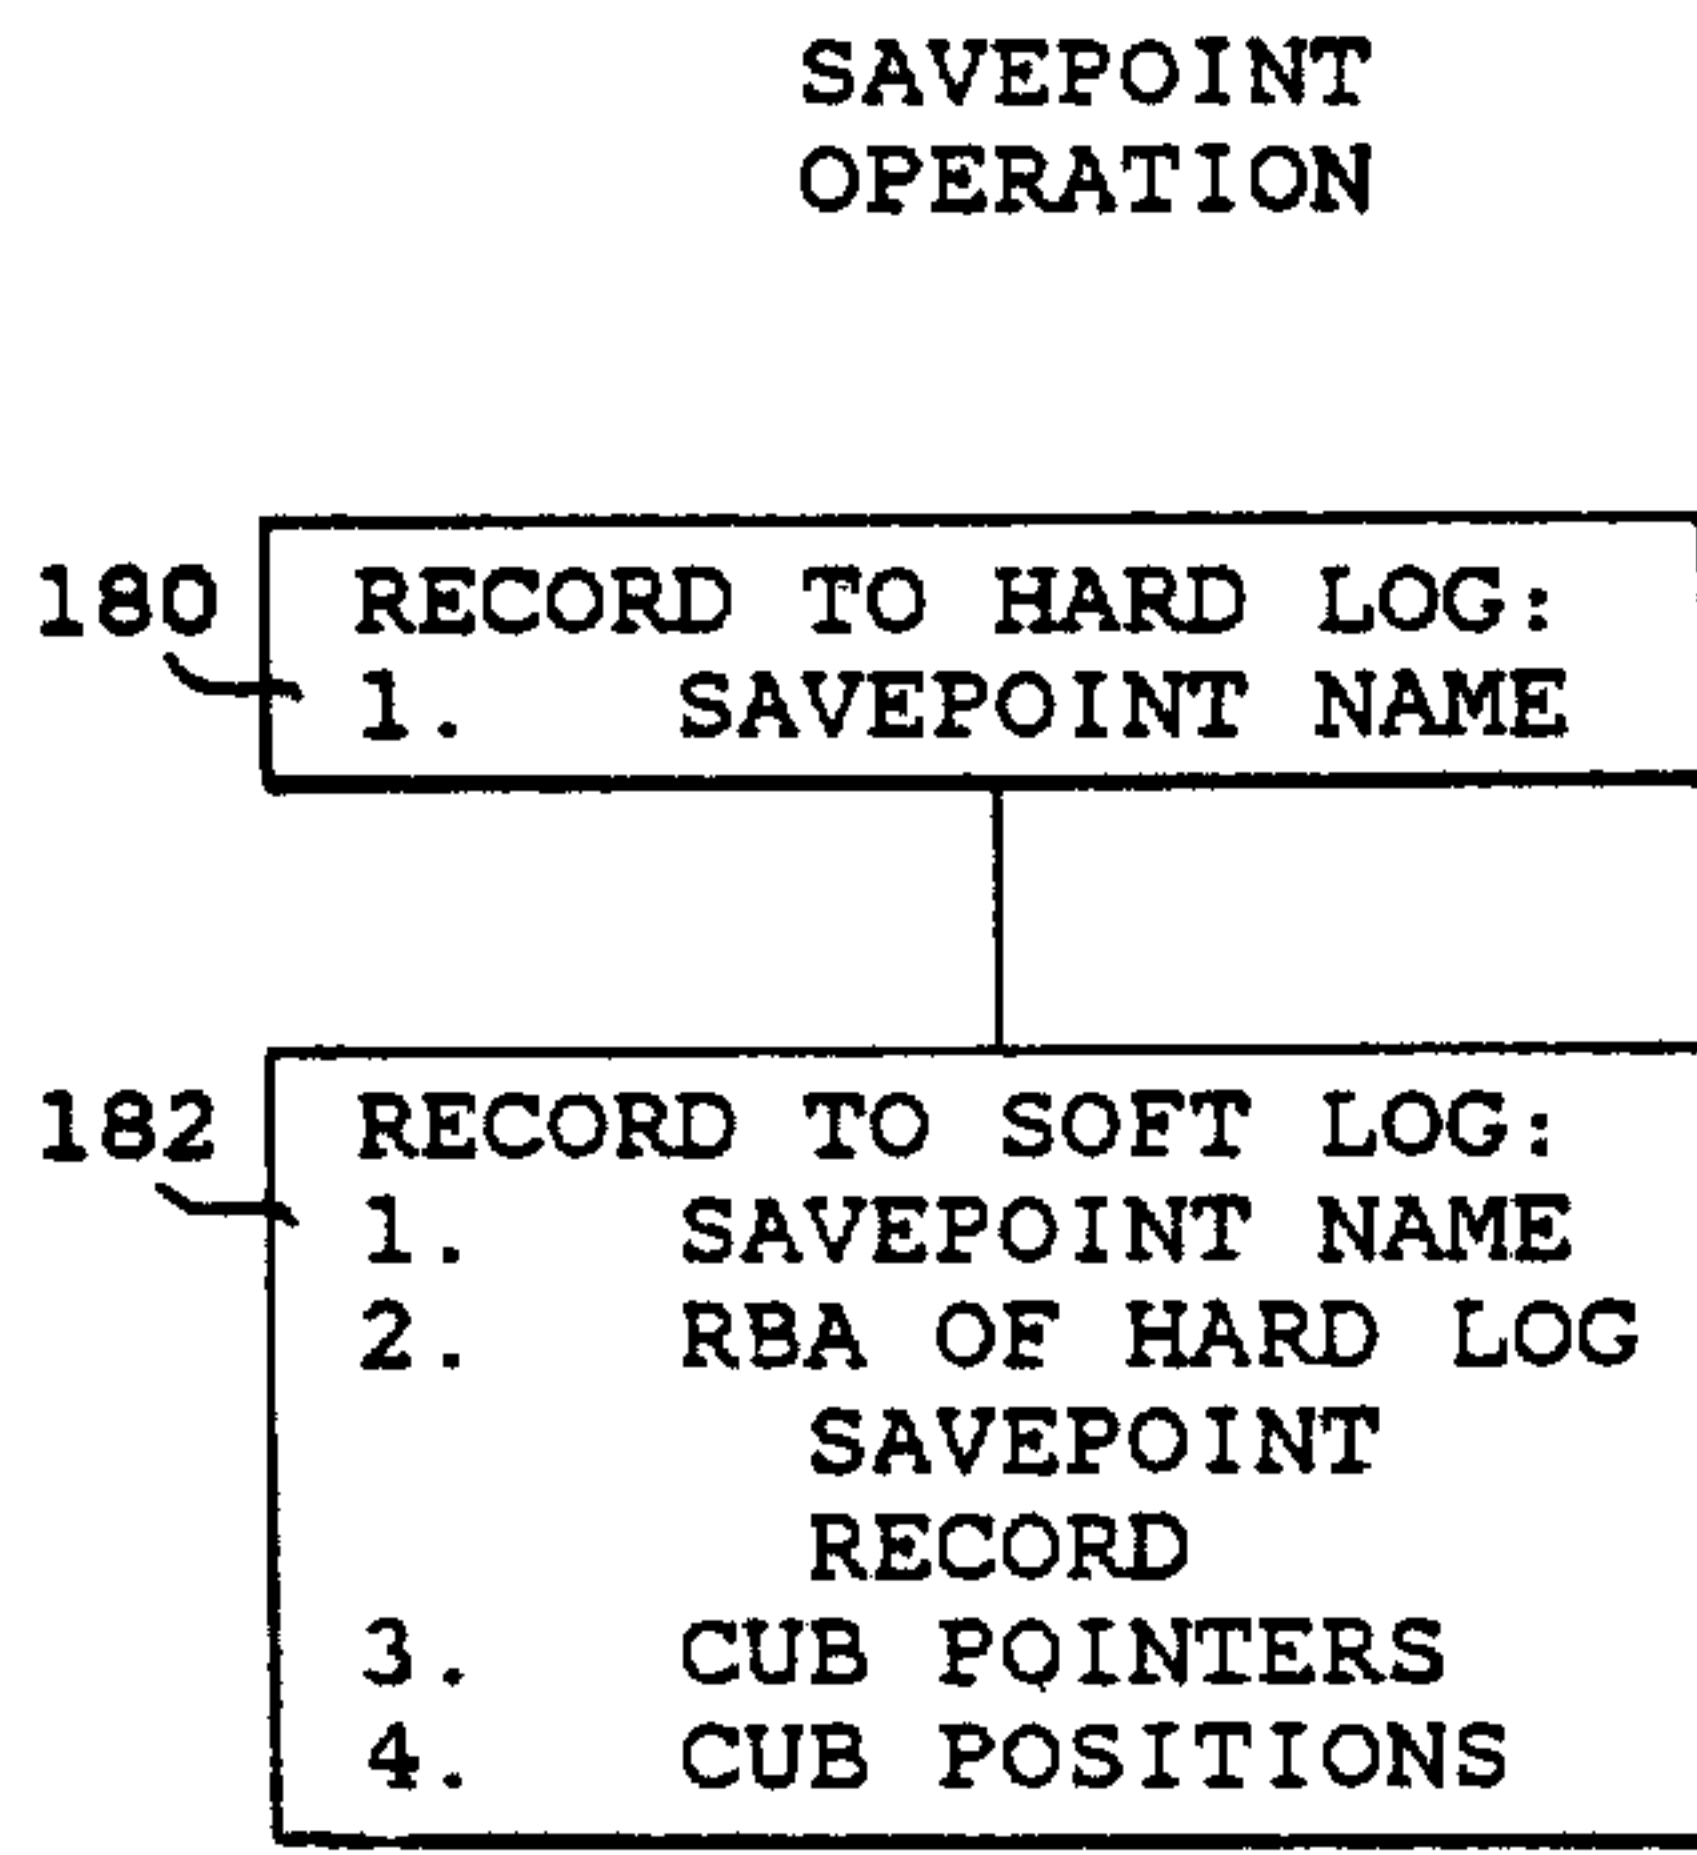 SAVEPOINT
OPERATION
180
RECORD TO HARD LOG:
1. SAVEPOINT NAME
182
RECORD TO SOFT LOG:
1. SAVEPOINT NAME
2. RBA OF HARD LOG
SAVEPOINT
RECORD
3. CUB POINTERS
4. CUB POSITIONS